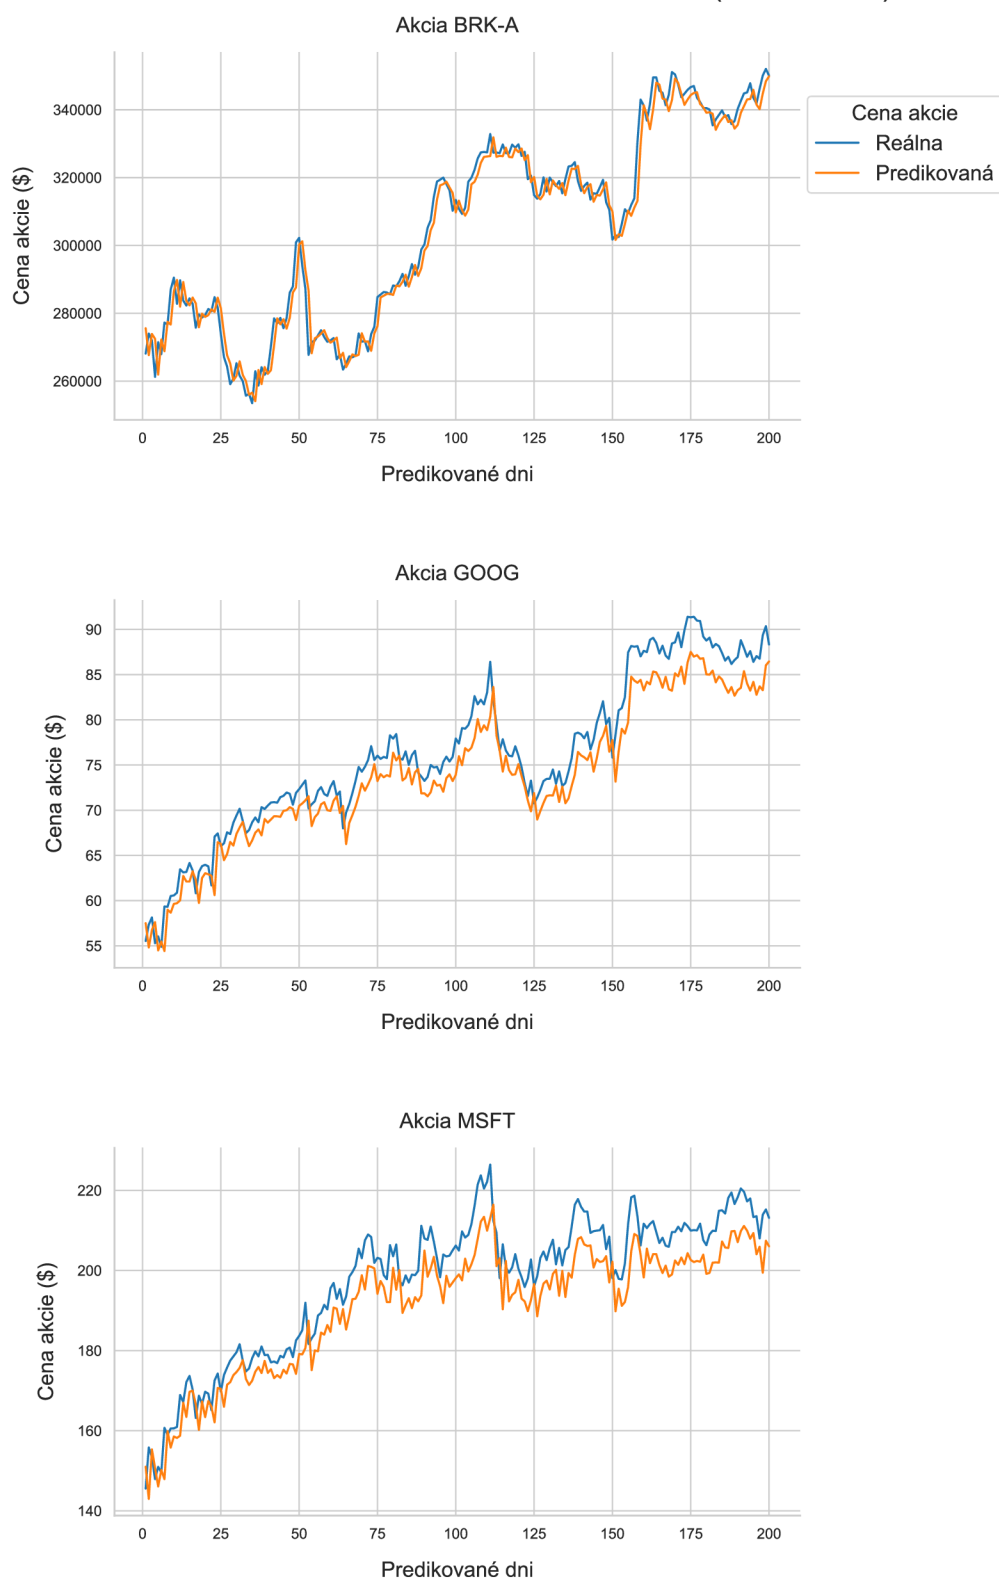 Akcia BRK-A
Cena akcie ($)
340000
320000
300000
280000
260000
0 25 50 75 100 125 150 175 200
Predikované dni
Cena akcie
Reálna
Predikovaná
Akcia GOOG
Cena akcie ($)
90
85
80
75
70
65
60
55
0 25 50 75 100 125 150 175 200
Predikované dni
Akcia MSFT
Cena akcie ($)
220
200
180
160
140
0 25 50 75 100 125 150 175 200
Predikované dni